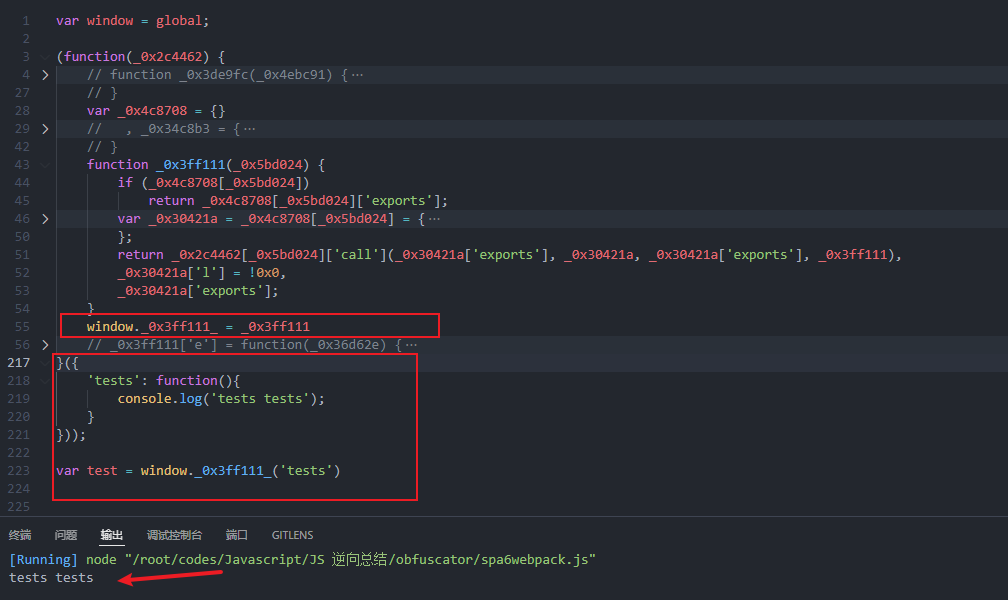 1 var window = global;
2
3 (function(_0x2c4462) {
4 // function _0x3de9fc(_0x4ebc91) {…
27 // }
28 var _0x4c8708 = {}
29 //   , _0x34c8b3 = {…
42 // }
43 function _0x3ff111(_0x5bd024) {
44 if (_0x4c8708[_0x5bd024])
45 return _0x4c8708[_0x5bd024]['exports'];
46 var _0x30421a = _0x4c8708[_0x5bd024] = {…
50 };
51 return _0x2c4462[_0x5bd024]['call'](_0x30421a['exports'], _0x30421a, _0x30421a['exports'], _0x3ff111),
52 _0x30421a['l'] = !0x0,
53 _0x30421a['exports'];
54 }
55 window._0x3ff111_ = _0x3ff111
56 // _0x3ff111['e'] = function(_0x36d62e) {…
217 }({
218 'tests': function(){
219 console.log('tests tests');
220 }
221 }));
222
223 var test = window._0x3ff111_('tests')
224
225
终端 问题 输出 调试控制台 端口 GITLENS
[Running] node "/root/codes/Javascript/JS 逆向总结/obfuscator/spa6webpack.js"
tests tests